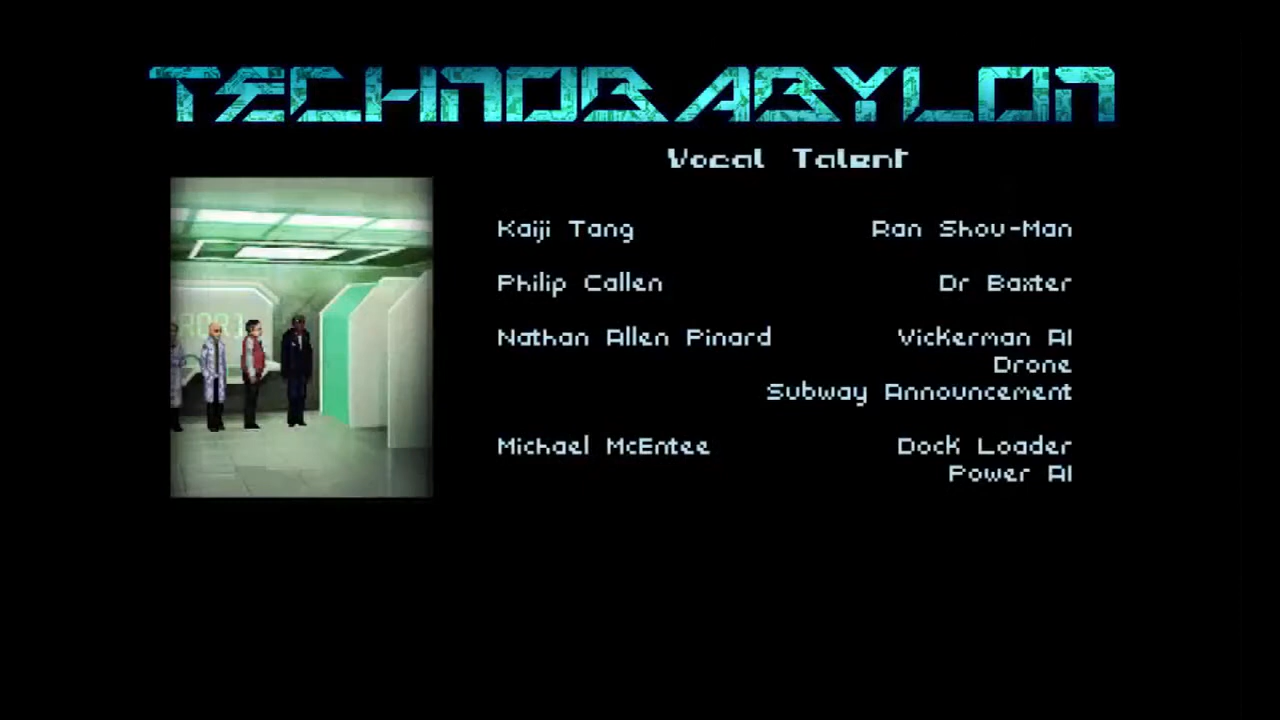 TECHNOBABYLON
Vocal Talent
Kaiji Tang Ran Shou-Man
Philip Callen Dr Baxter
Nathan Allen Pinard Vickerman AI
Drone
Subway Announcement
Michael McEntee Dock Loader
Power AI